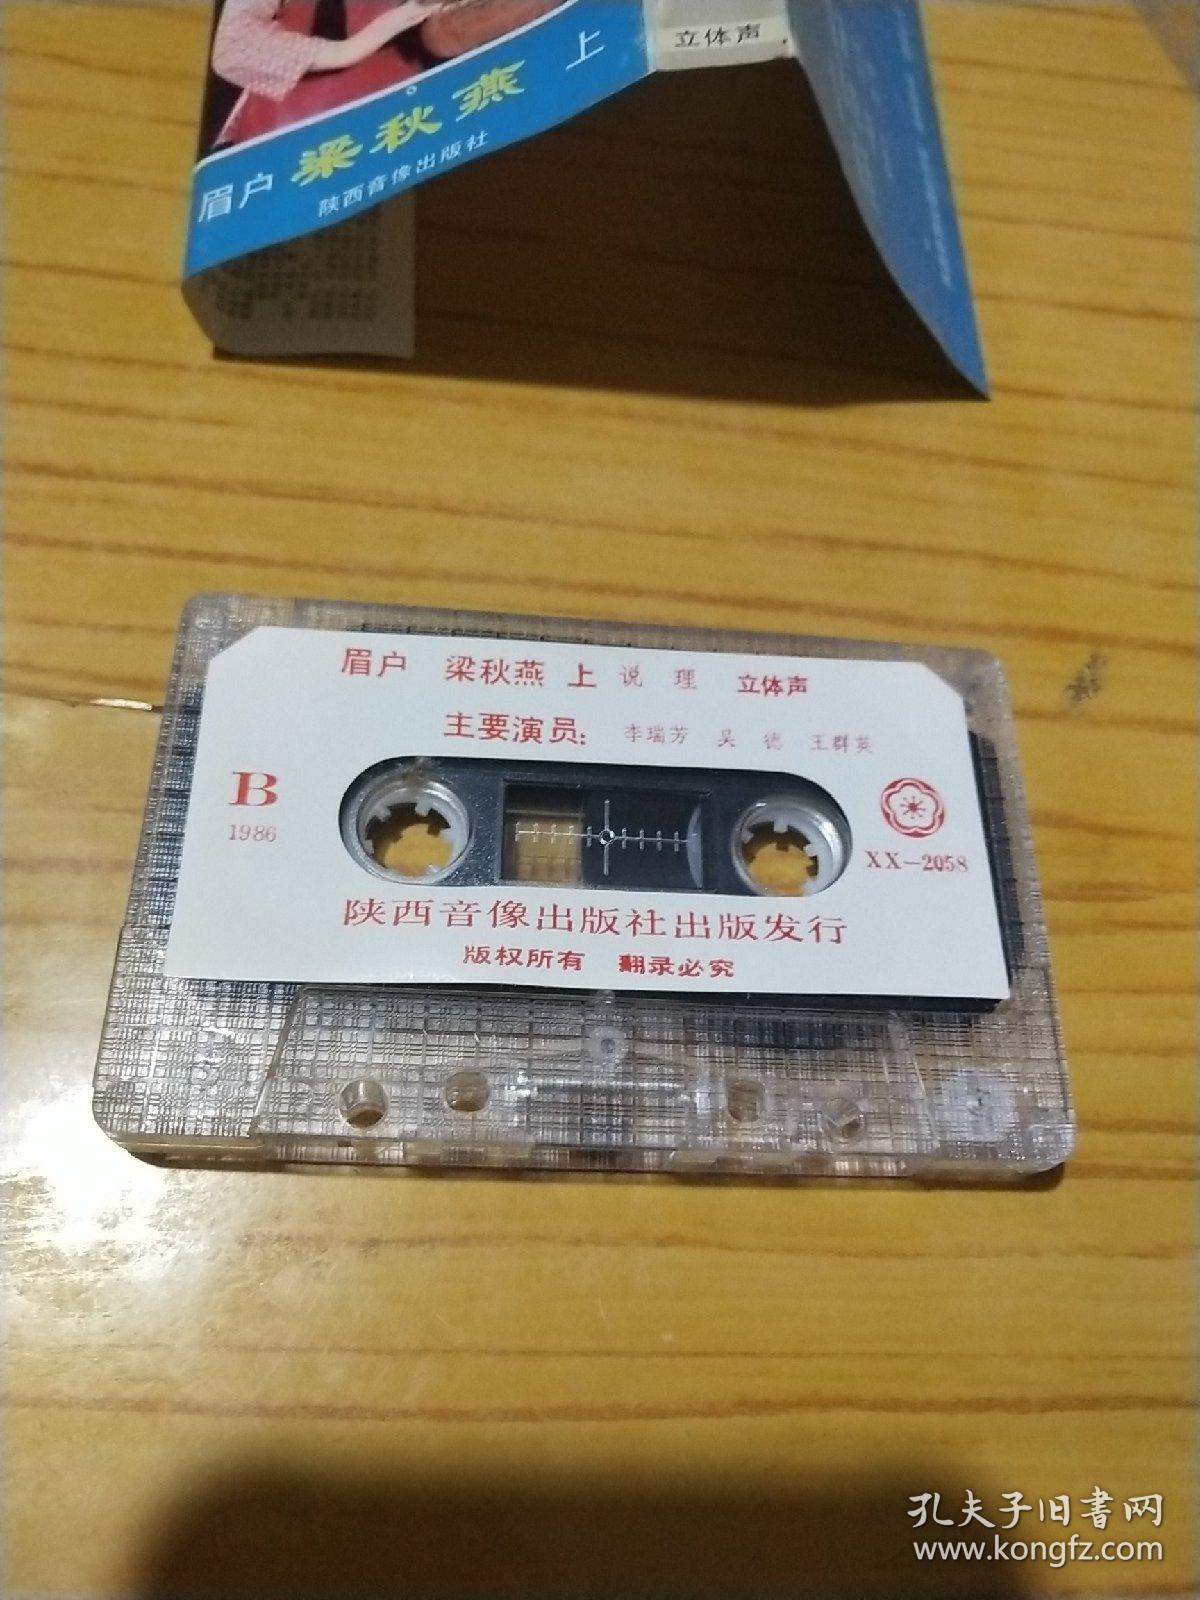 立体声
上
梁秋燕
眉户
陕西音像出版社
眉户 梁秋燕 上 说理 立体声
主要演员: 李瑞芳 吴德 王群英
B
1986
XX-2058
陕西音像出版社出版发行
版权所有 翻录必究
孔夫子旧书网
www.kongfz.com